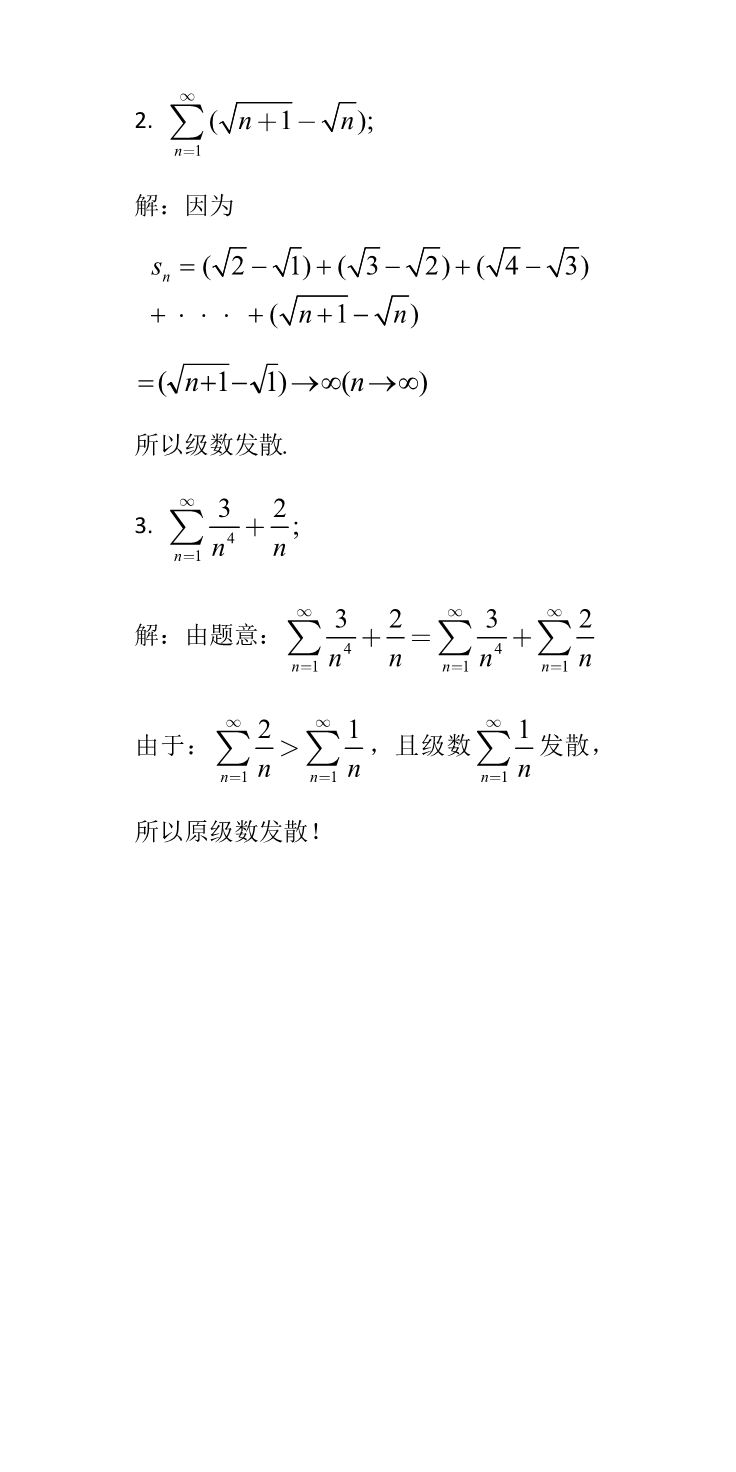 2. $\sum_{n=1}^{\infty}(\sqrt{n+1}-\sqrt{n});$
解：因为
$s_n=(\sqrt{2}-\sqrt{1})+(\sqrt{3}-\sqrt{2})+(\sqrt{4}-\sqrt{3})$
$+\cdot\cdot\cdot+(\sqrt{n+1}-\sqrt{n})$
$=(\sqrt{n+1}-\sqrt{1})\to\infty(n\to\infty)$
所以级数发散.
3. $\sum_{n=1}^{\infty}\frac{3}{n^4}+\frac{2}{n};$
解：由题意：$\sum_{n=1}^{\infty}\frac{3}{n^4}+\frac{2}{n}=\sum_{n=1}^{\infty}\frac{3}{n^4}+\sum_{n=1}^{\infty}\frac{2}{n}$
由于：$\sum_{n=1}^{\infty}\frac{2}{n}>\sum_{n=1}^{\infty}\frac{1}{n}$，且级数$\sum_{n=1}^{\infty}\frac{1}{n}$发散，
所以原级数发散！